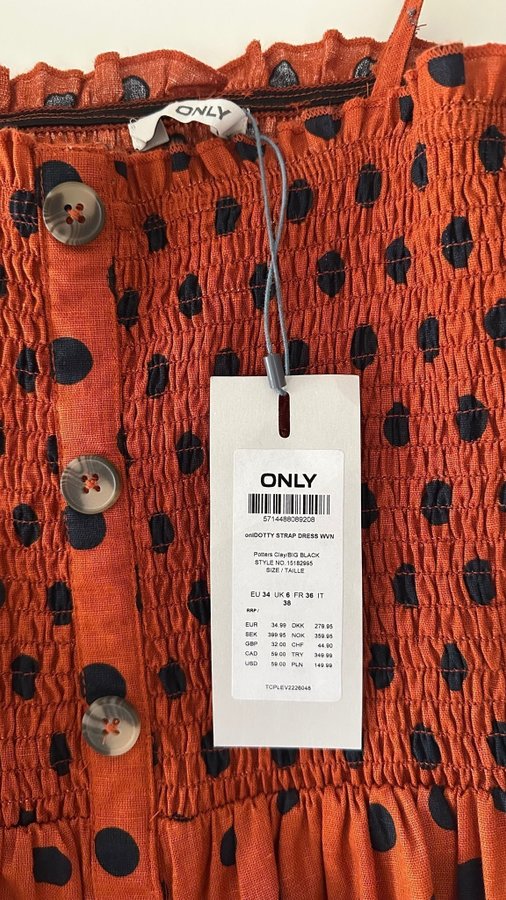 ONLY
ONLY
5714488089208
onlDOTTY STRAP DRESS WVN
Potters Clay/BIG BLACK
STYLE NO.15182995
SIZE / TAILLE
EU 34 UK 6 FR 36 IT
38
RRP /
EUR 34.99 DKK 279.95
SEK 399.95 NOK 359.95
GBP 32.00 CHF 44.90
CAD 59.00 TRY 349.99
USD 59.00 PLN 149.99
TCPLEV2226048